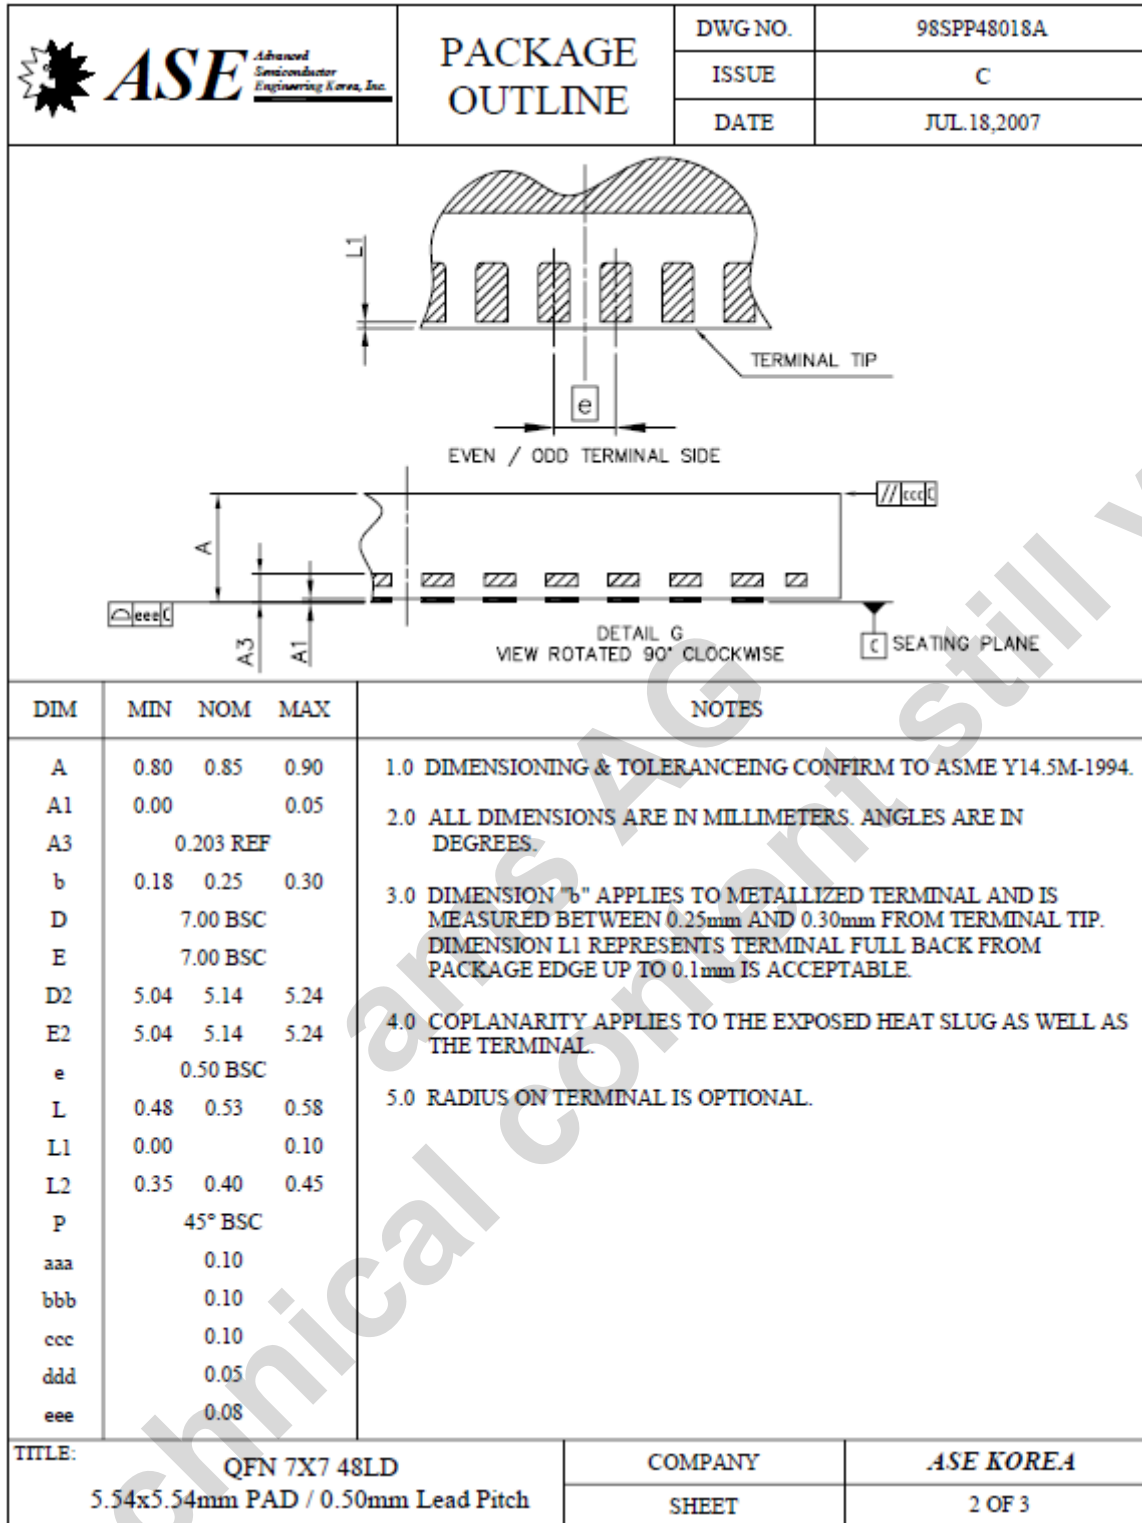 ASE Advanced Semiconductor Engineering Korea, Inc.
PACKAGE OUTLINE
DWG NO. 98SPP48018A
ISSUE C
DATE JUL.18,2007
L1
TERMINAL TIP
e
EVEN / ODD TERMINAL SIDE
// ccc C
A
eee C
A3
A1
DETAIL G
VIEW ROTATED 90° CLOCKWISE
C SEATING PLANE
DIM MIN NOM MAX
A 0.80 0.85 0.90
A1 0.00 0.05
A3 0.203 REF
b 0.18 0.25 0.30
D 7.00 BSC
E 7.00 BSC
D2 5.04 5.14 5.24
E2 5.04 5.14 5.24
e 0.50 BSC
L 0.48 0.53 0.58
L1 0.00 0.10
L2 0.35 0.40 0.45
P 45° BSC
aaa 0.10
bbb 0.10
ccc 0.10
ddd 0.05
eee 0.08
NOTES
1.0 DIMENSIONING & TOLERANCEING CONFIRM TO ASME Y14.5M-1994.
2.0 ALL DIMENSIONS ARE IN MILLIMETERS. ANGLES ARE IN
DEGREES.
3.0 DIMENSION "b" APPLIES TO METALLIZED TERMINAL AND IS
MEASURED BETWEEN 0.25mm AND 0.30mm FROM TERMINAL TIP.
DIMENSION L1 REPRESENTS TERMINAL FULL BACK FROM
PACKAGE EDGE UP TO 0.1mm IS ACCEPTABLE.
4.0 COPLANARITY APPLIES TO THE EXPOSED HEAT SLUG AS WELL AS
THE TERMINAL.
5.0 RADIUS ON TERMINAL IS OPTIONAL.
TITLE:
QFN 7X7 48LD
5.54x5.54mm PAD / 0.50mm Lead Pitch
COMPANY ASE KOREA
SHEET 2 OF 3
ams AG
chnical content still v